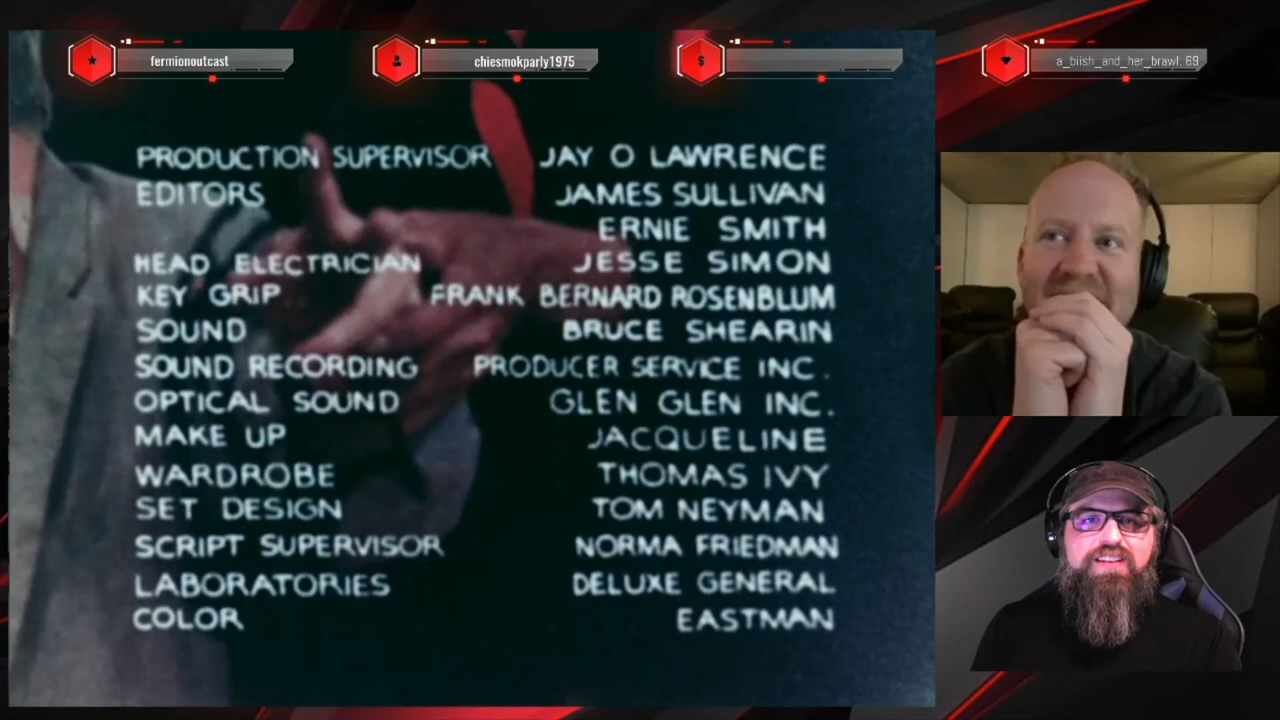 fermionoutcast
chiesmokparly1975
$
a_biish_and_her_brawl: 69
PRODUCTION SUPERVISOR JAY O LAWRENCE
EDITORS JAMES SULLIVAN
ERNIE SMITH
HEAD ELECTRICIAN JESSE SIMON
KEY GRIP FRANK BERNARD ROSENBLUM
SOUND BRUCE SHEARIN
SOUND RECORDING PRODUCER SERVICE INC.
OPTICAL SOUND GLEN GLEN INC.
MAKE UP JACQUELINE
WARDROBE THOMAS IVY
SET DESIGN TOM NEYMAN
SCRIPT SUPERVISOR NORMA FRIEDMAN
LABORATORIES DELUXE GENERAL
COLOR EASTMAN